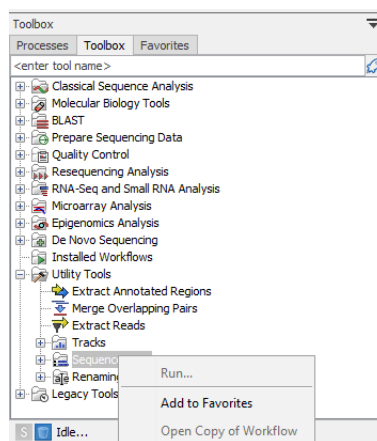 Toolbox
Processes Toolbox Favorites
<enter tool name>
Classical Sequence Analysis
Molecular Biology Tools
BLAST
Prepare Sequencing Data
Quality Control
Resequencing Analysis
RNA-Seq and Small RNA Analysis
Microarray Analysis
Epigenomics Analysis
De Novo Sequencing
Installed Workflows
Utility Tools
Extract Annotated Regions
Merge Overlapping Pairs
Extract Reads
Tracks
Sequence
Renaming
Legacy Tools
Run...
Add to Favorites
Open Copy of Workflow
S Idle...